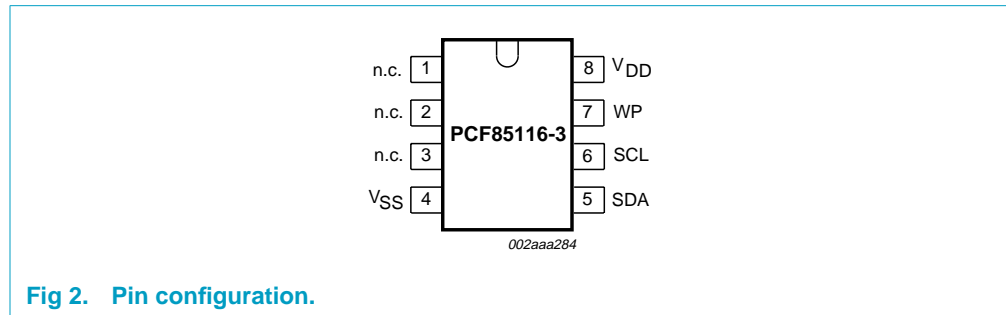 n.c. 1 8 VDD
n.c. 2 7 WP
PCF85116-3
n.c. 3 6 SCL
VSS 4 5 SDA
002aaa284
Fig 2. Pin configuration.